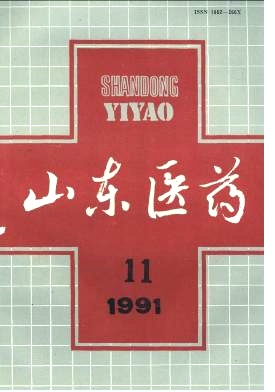 ISSN 1002-266X
SHANDONG
YIYAO
山东医药
11
1991